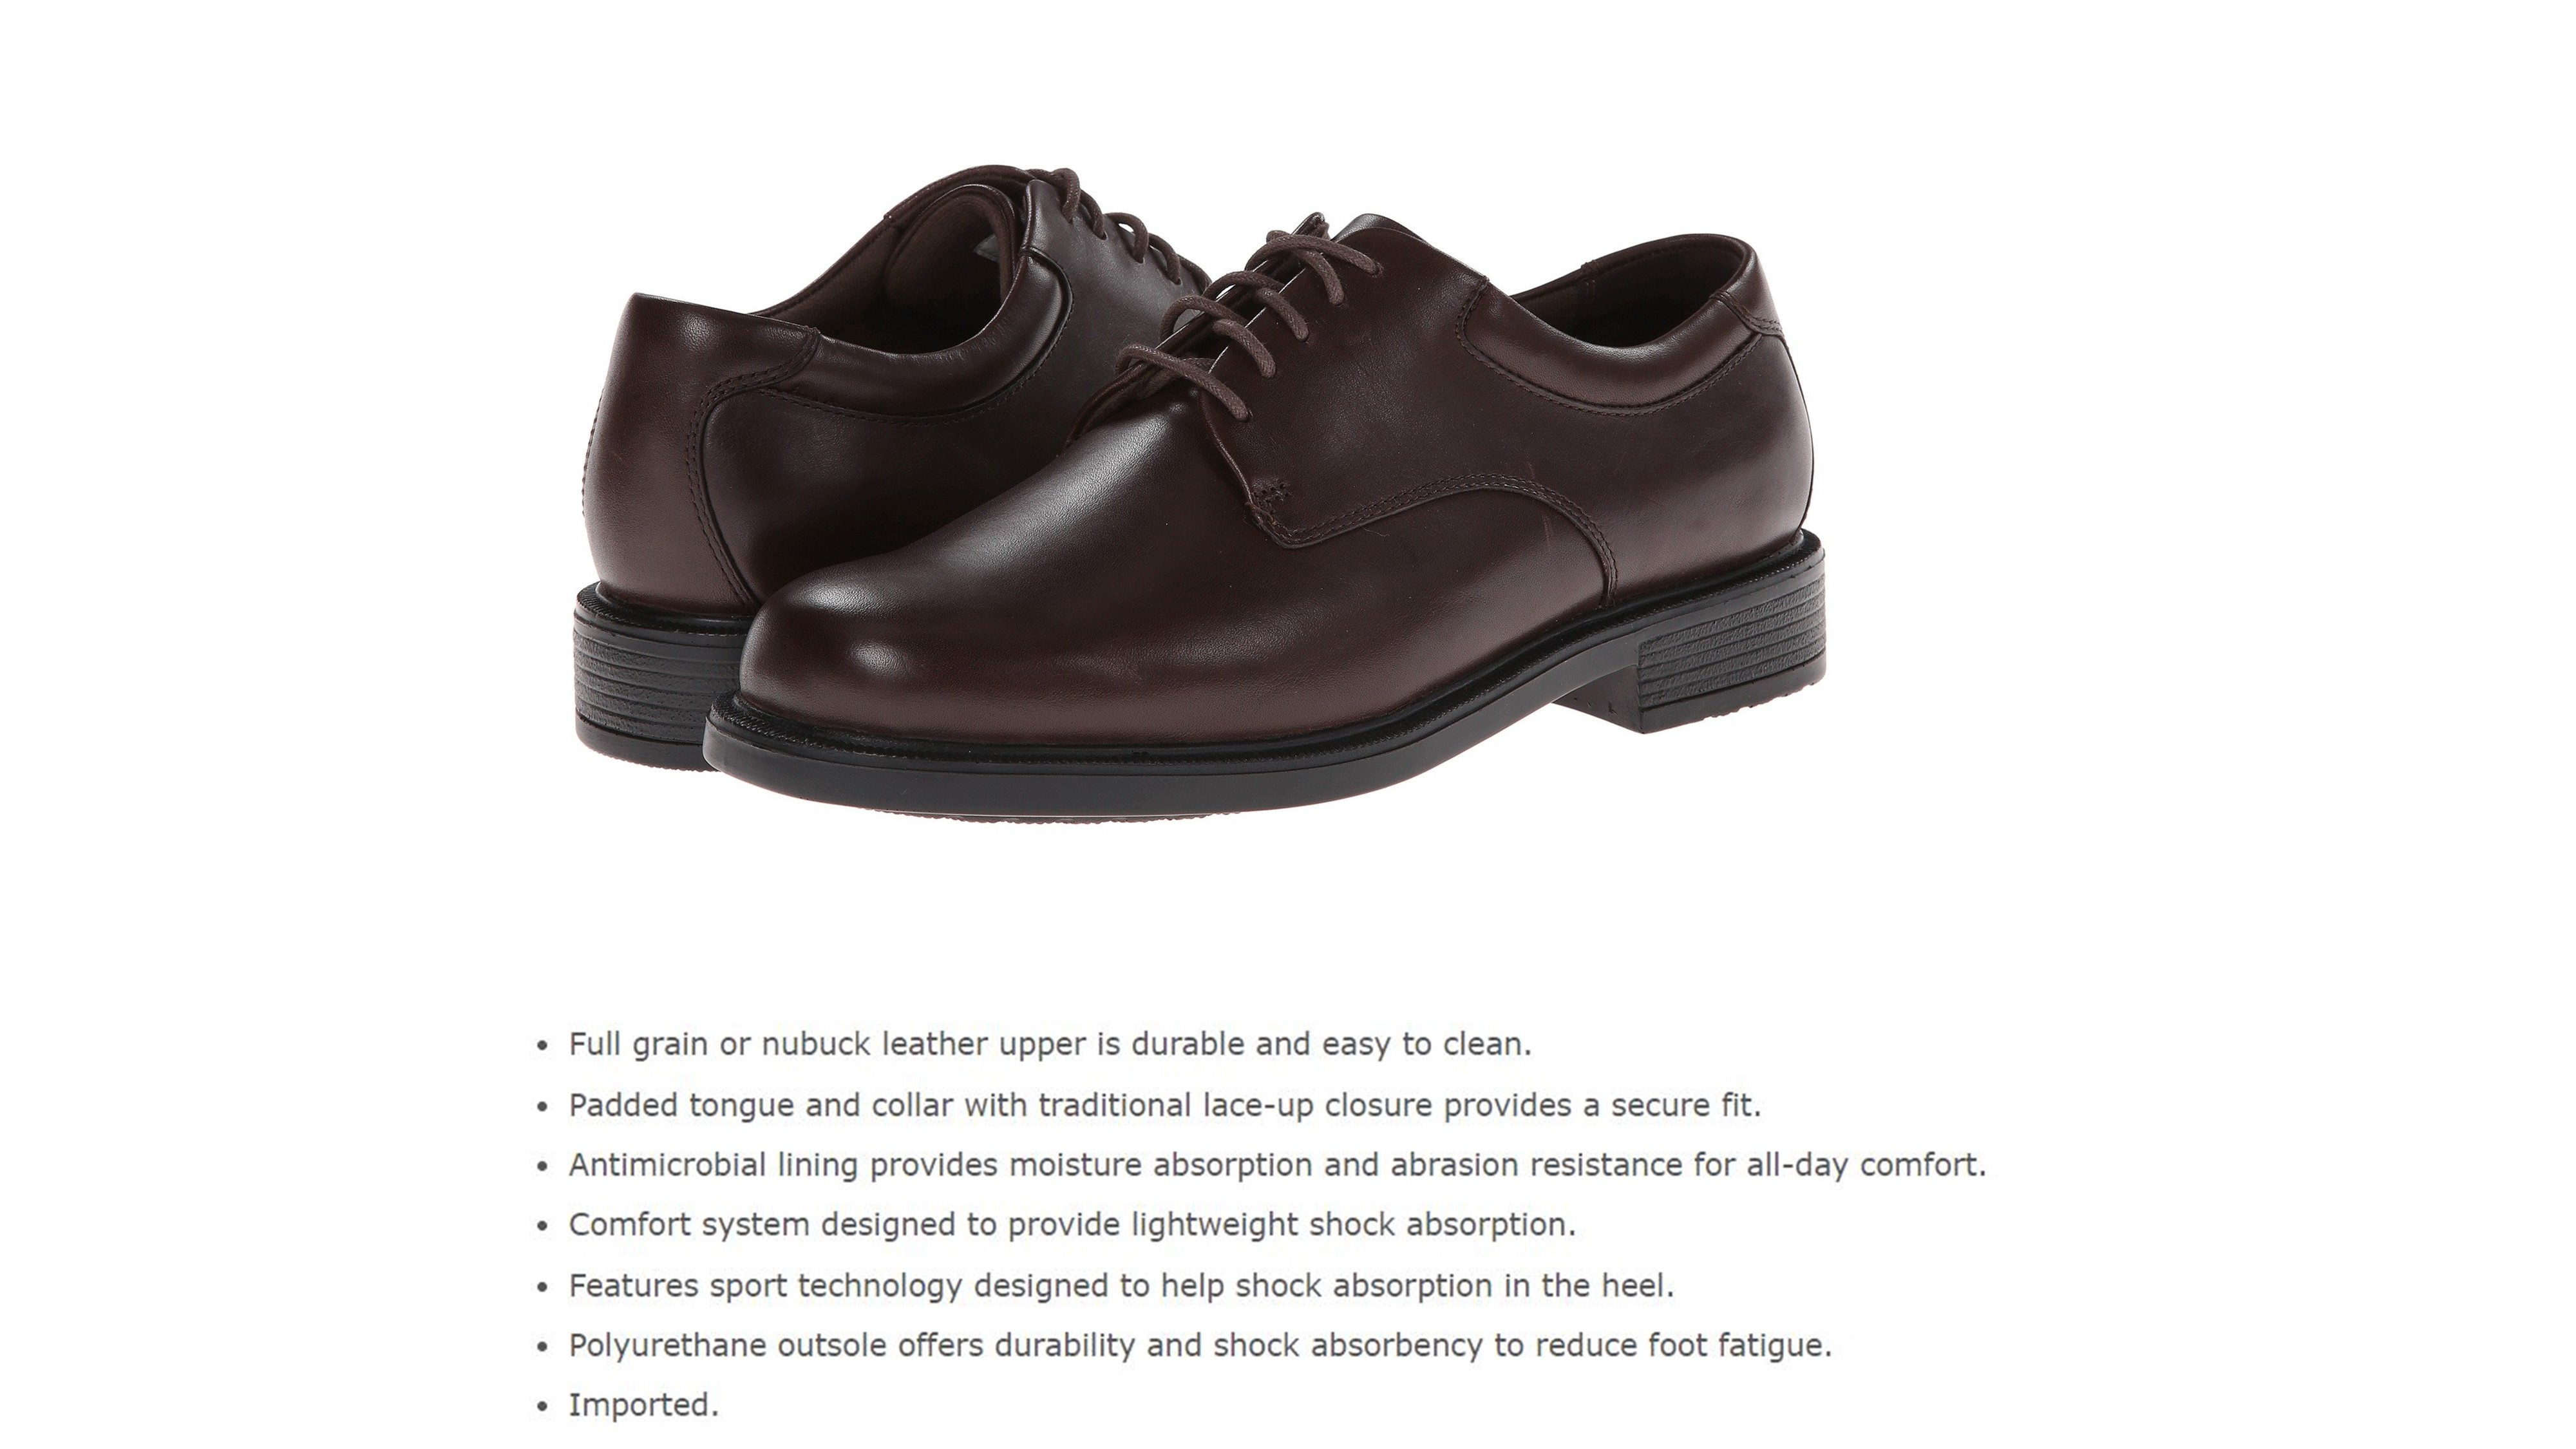 • Full grain or nubuck leather upper is durable and easy to clean.
• Padded tongue and collar with traditional lace-up closure provides a secure fit.
• Antimicrobial lining provides moisture absorption and abrasion resistance for all-day comfort.
• Comfort system designed to provide lightweight shock absorption.
• Features sport technology designed to help shock absorption in the heel.
• Polyurethane outsole offers durability and shock absorbency to reduce foot fatigue.
• Imported.